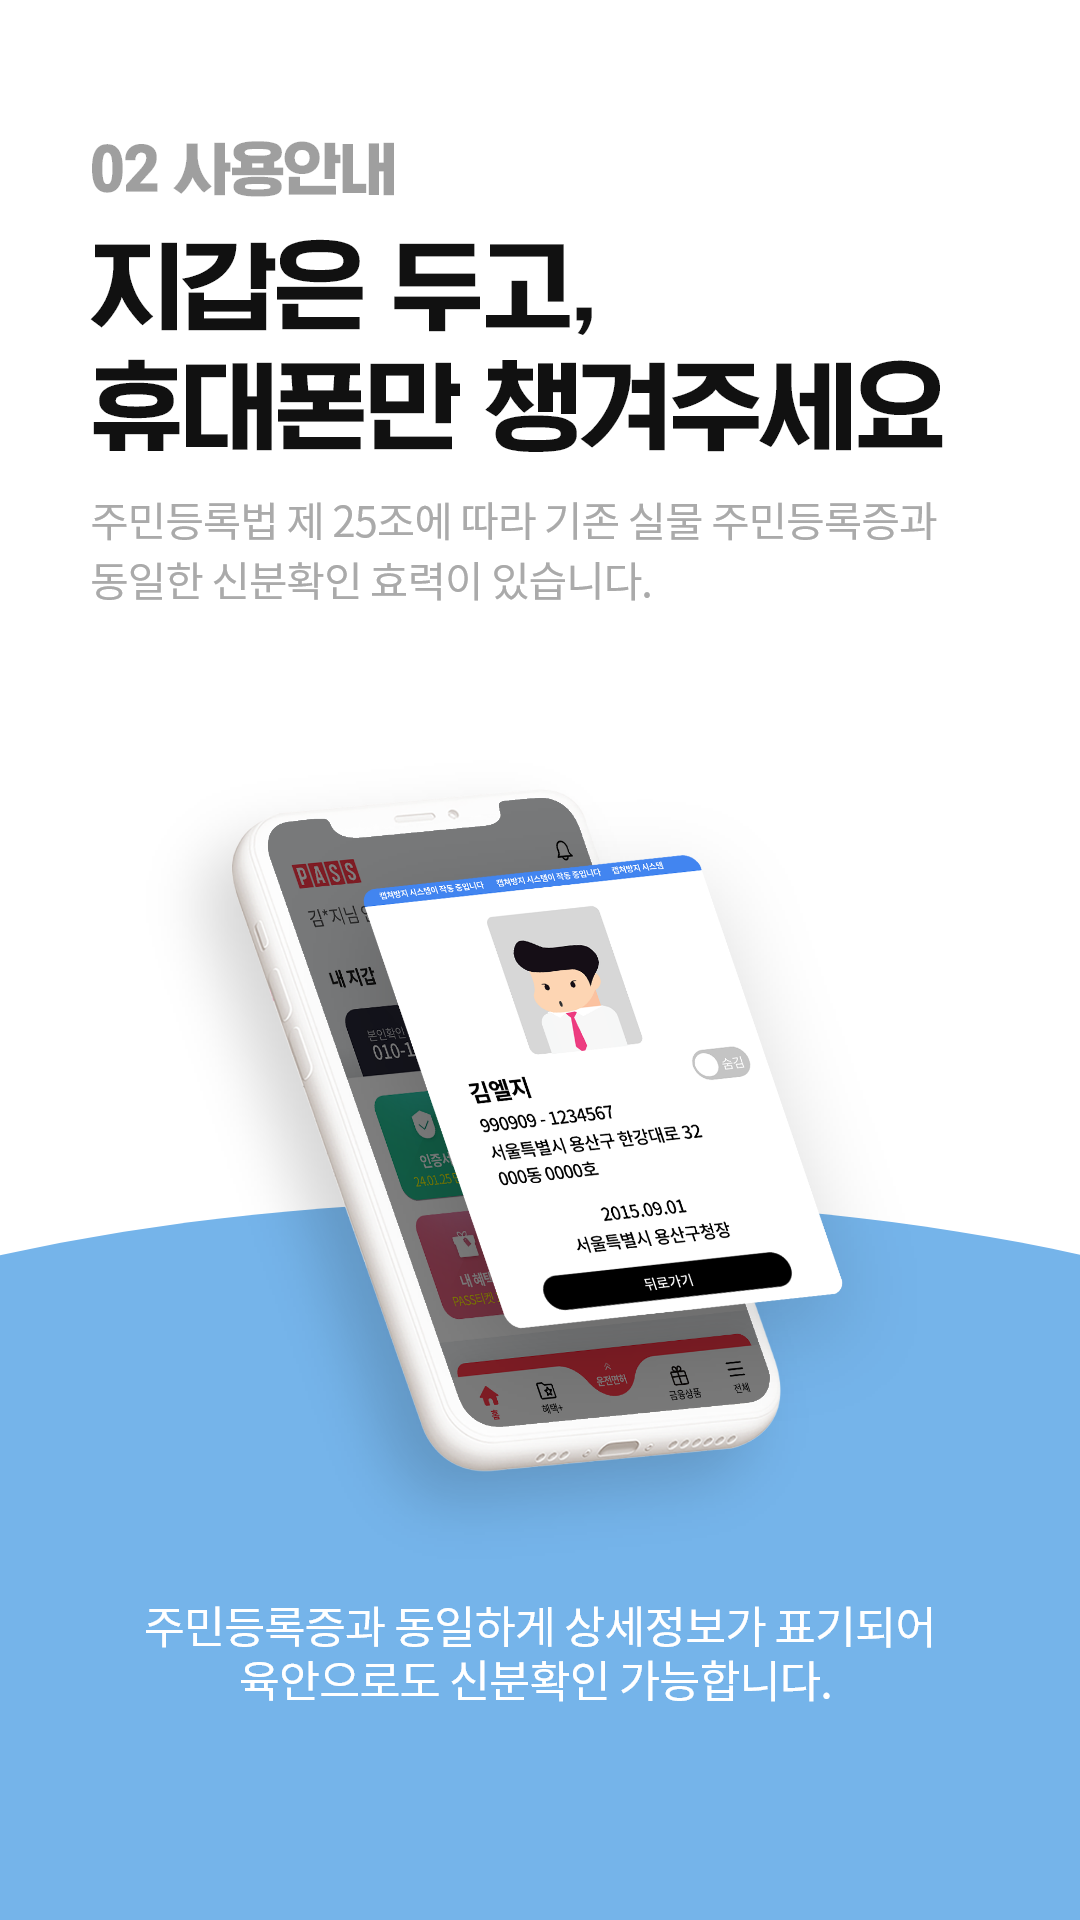 02 사용안내
지갑은 두고,
휴대폰만 챙겨주세요
주민등록법 제 25조에 따라 기존 실물 주민등록증과
동일한 신분확인 효력이 있습니다.
PASS
김*지님
내 지갑
본인확인
010-1
인증서
24.01.25
내 혜택
PASS티켓
캡쳐방지 시스템이 작동 중입니다 캡쳐방지 시스템이 작동 중입니다 캡쳐방지 시스템
숨김
김엘지
990909 - 1234567
서울특별시 용산구 한강대로 32
000동 0000호
2015.09.01
서울특별시 용산구청장
뒤로가기
홈
혜택+
운전면허
금융상품
전체
주민등록증과 동일하게 상세정보가 표기되어
육안으로도 신분확인 가능합니다.